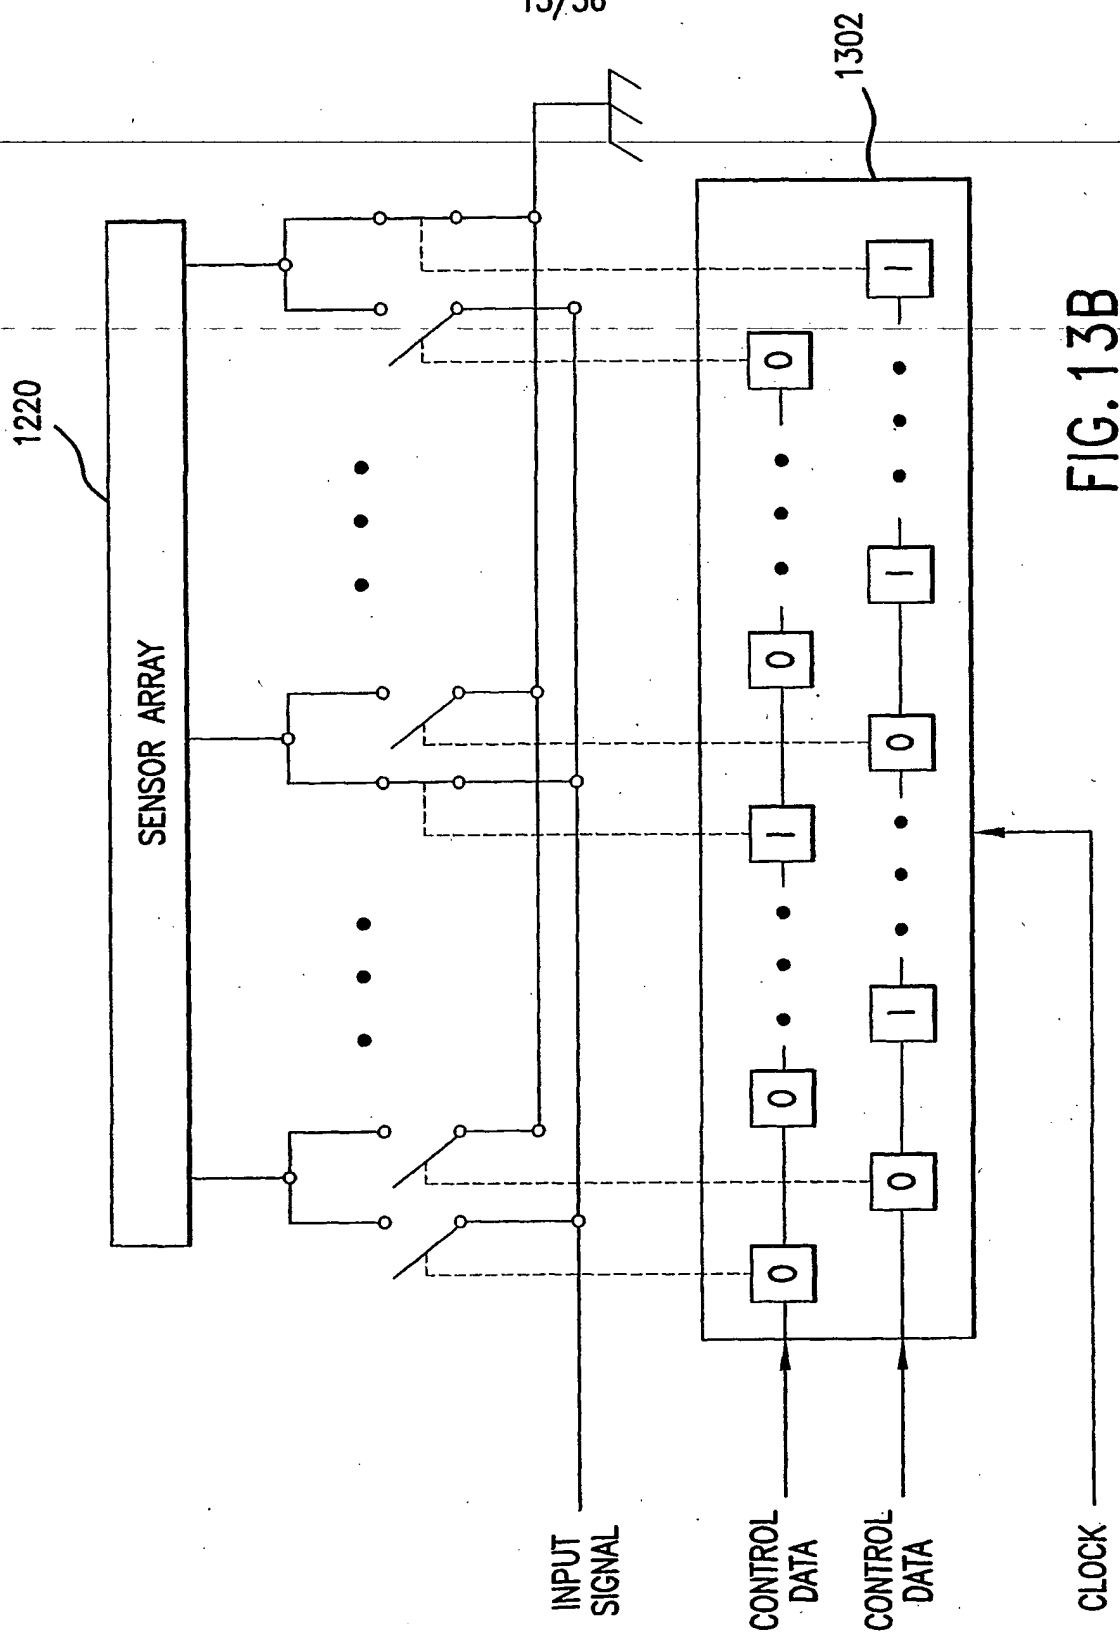 1220
SENSOR ARRAY
INPUT
SIGNAL
CONTROL
DATA
0 0 1 0 0
CONTROL
DATA
0 1 0 1 1
1302
CLOCK
FIG. 13B